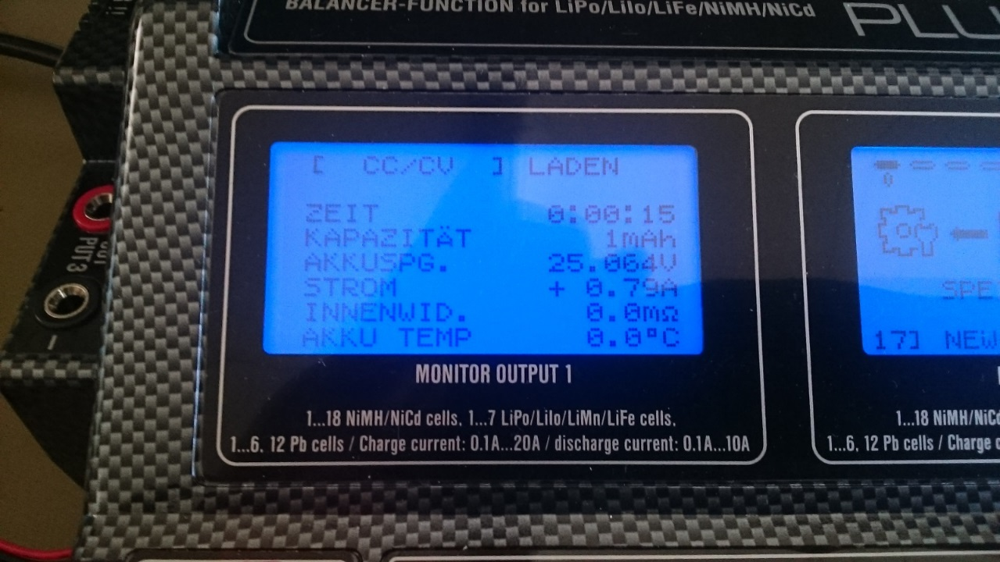 BALANCER-FUNCTION for LiPo/LiIo/LiFe/NiMH/NiCd
[ CC/CV ] LADEN
ZEIT 0:00:15
KAPAZITÄT 1mAh
AKKUSPG. 25.064V
STROM + 0.79A
INNENWID. 0.0mΩ
AKKU TEMP 0.0°C
MONITOR OUTPUT 1
1...18 NiMH/NiCd cells, 1...7 LiPo/LiIo/LiMn/LiFe cells,
1...6, 12 Pb cells / Charge current: 0.1A...20A / discharge current: 0.1A...10A
0
SPE
17] NEW
1...18 NiMH/NiCd
1...6, 12 Pb cells / Charge c
PUT 3